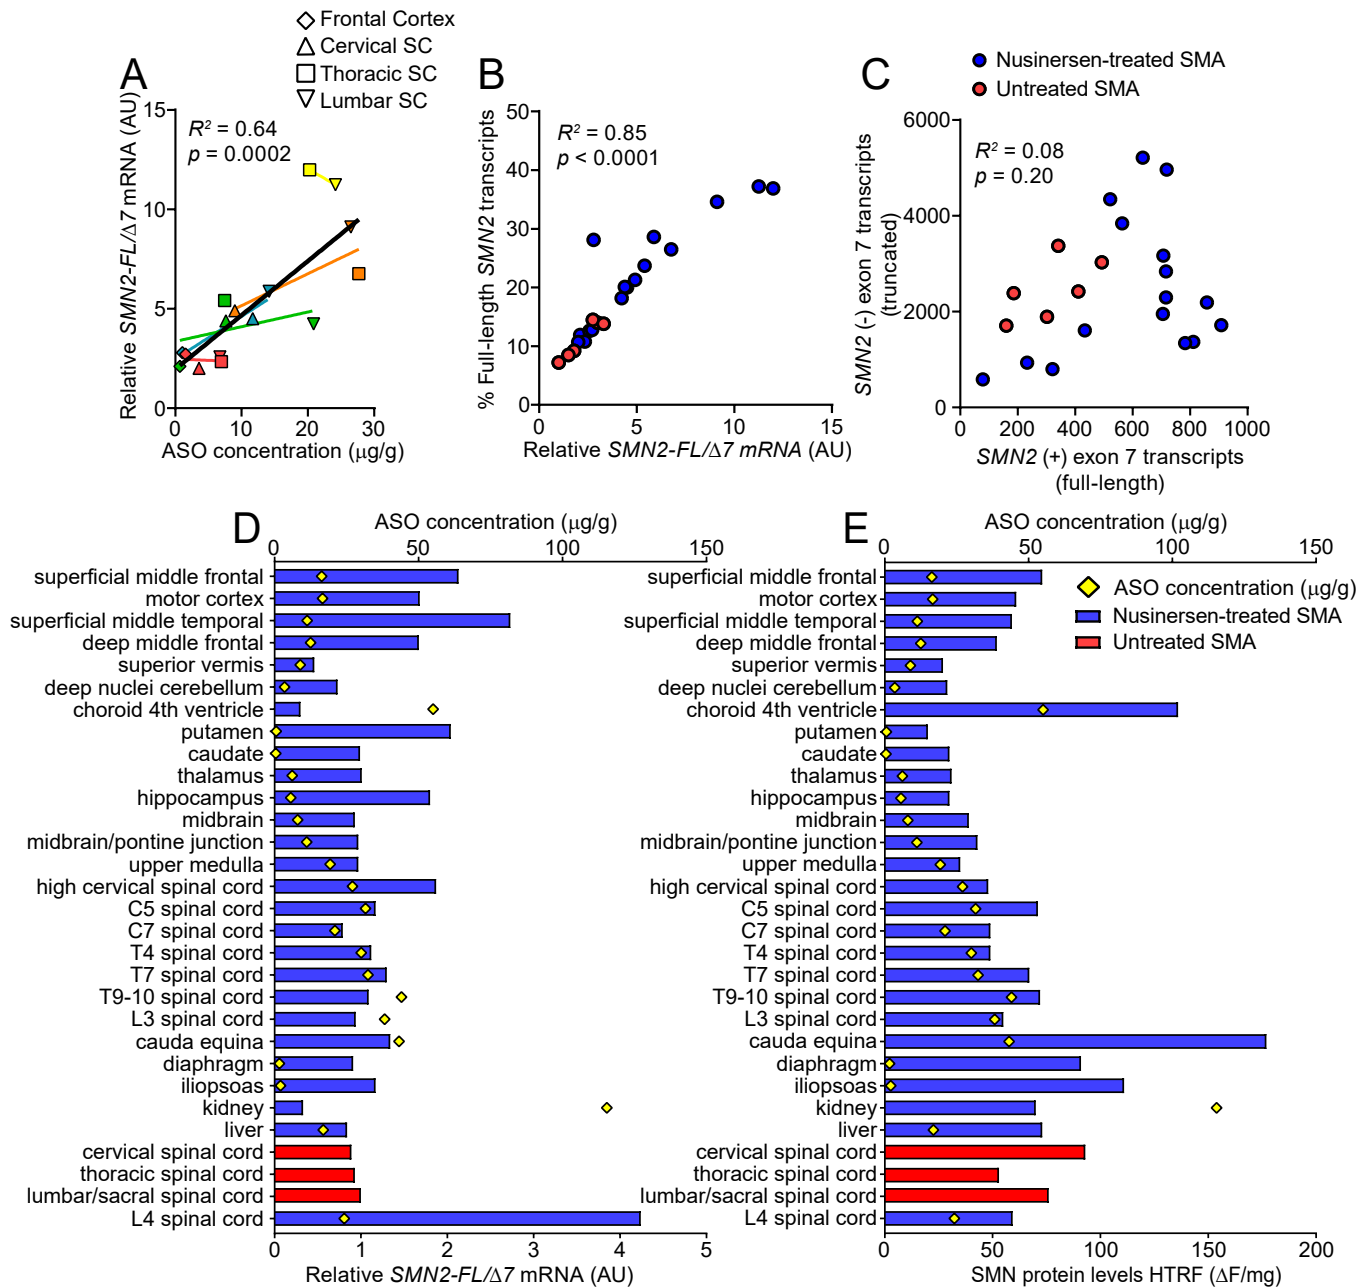 Frontal Cortex
Cervical SC
Thoracic SC
Lumbar SC
A
Relative SMN2-FL/Δ7 mRNA (AU)
R² = 0.64
p = 0.0002
15
10
5
0
0 10 20 30
ASO concentration (μg/g)
B
% Full-length SMN2 transcripts
R² = 0.85
p < 0.0001
50
40
30
20
10
0
0 5 10 15
Relative SMN2-FL/Δ7 mRNA (AU)
C
Nusinersen-treated SMA
Untreated SMA
SMN2 (-) exon 7 transcripts
(truncated)
R² = 0.08
p = 0.20
6000
4000
2000
0
0 200 400 600 800 1000
SMN2 (+) exon 7 transcripts
(full-length)
D
ASO concentration (μg/g)
0 50 100 150
superficial middle frontal
motor cortex
superficial middle temporal
deep middle frontal
superior vermis
deep nuclei cerebellum
choroid 4th ventricle
putamen
caudate
thalamus
hippocampus
midbrain
midbrain/pontine junction
upper medulla
high cervical spinal cord
C5 spinal cord
C7 spinal cord
T4 spinal cord
T7 spinal cord
T9-10 spinal cord
L3 spinal cord
cauda equina
diaphragm
iliopsoas
kidney
liver
cervical spinal cord
thoracic spinal cord
lumbar/sacral spinal cord
L4 spinal cord
0 1 2 3 4 5
Relative SMN2-FL/Δ7 mRNA (AU)
E
ASO concentration (μg/g)
0 50 100 150
ASO concentration (μg/g)
Nusinersen-treated SMA
Untreated SMA
superficial middle frontal
motor cortex
superficial middle temporal
deep middle frontal
superior vermis
deep nuclei cerebellum
choroid 4th ventricle
putamen
caudate
thalamus
hippocampus
midbrain
midbrain/pontine junction
upper medulla
high cervical spinal cord
C5 spinal cord
C7 spinal cord
T4 spinal cord
T7 spinal cord
T9-10 spinal cord
L3 spinal cord
cauda equina
diaphragm
iliopsoas
kidney
liver
cervical spinal cord
thoracic spinal cord
lumbar/sacral spinal cord
L4 spinal cord
0 50 100 150 200
SMN protein levels HTRF (ΔF/mg)